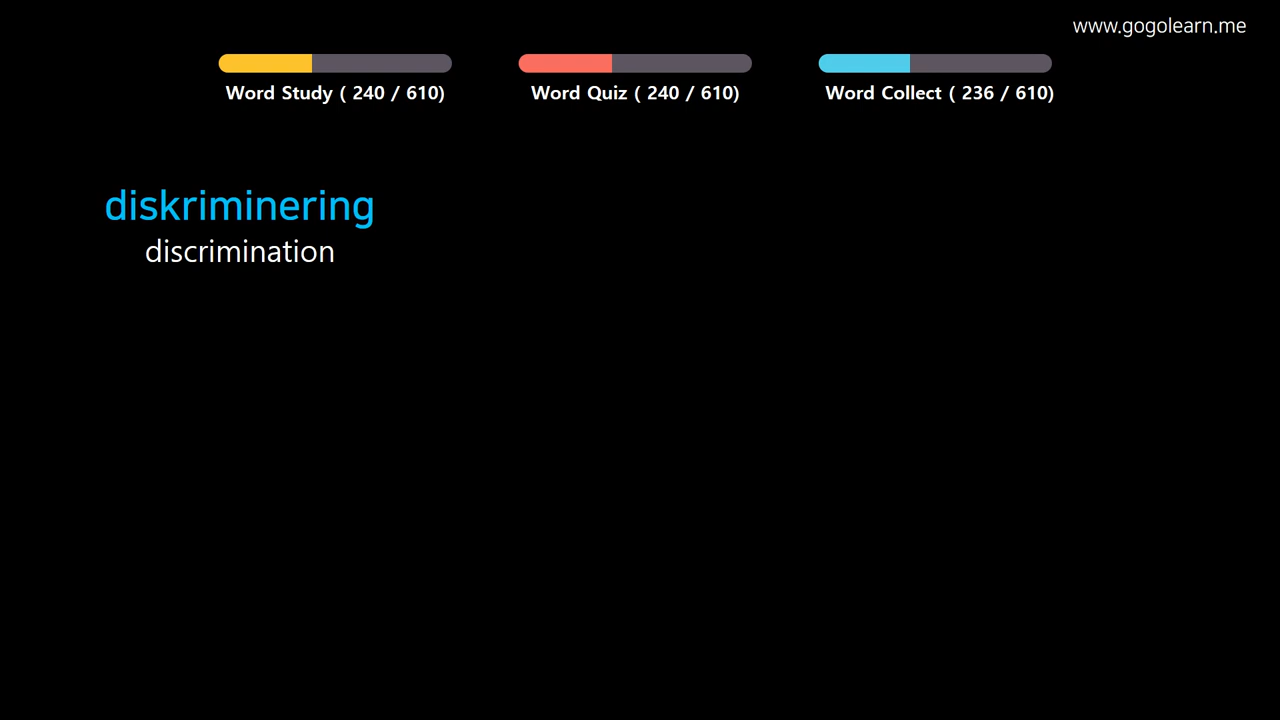 www.gogolearn.me
Word Study ( 240 / 610)
Word Quiz ( 240 / 610)
Word Collect ( 236 / 610)
diskriminering
discrimination